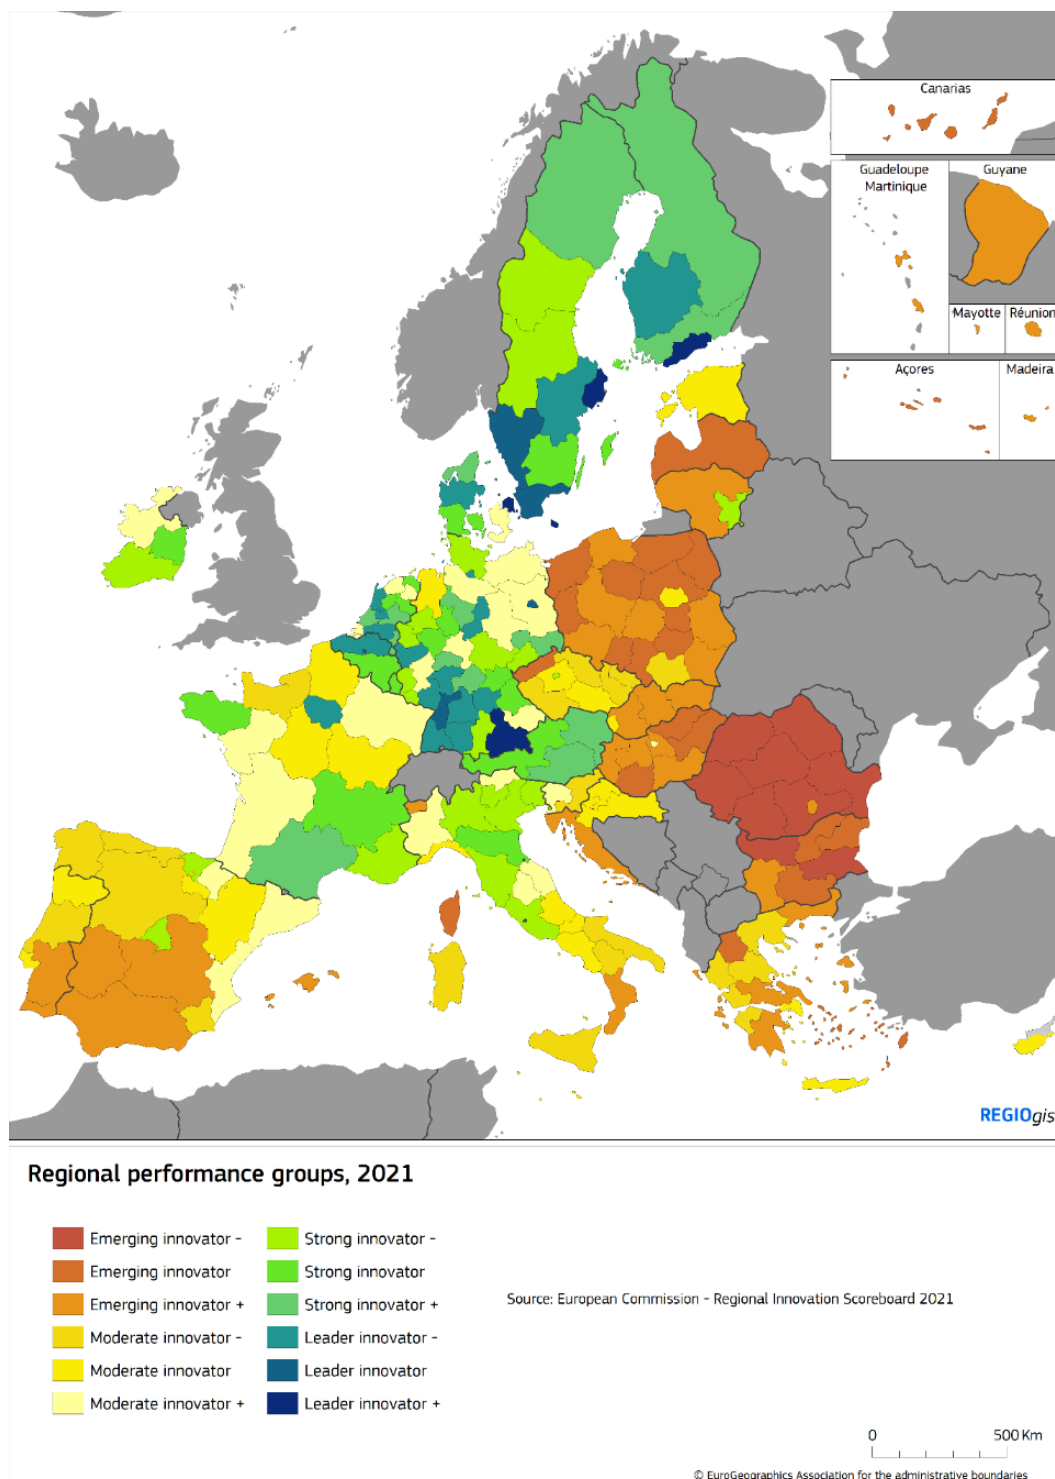 Canarias
Guadeloupe
Martinique
Guyane
Mayotte
Réunion
Açores
Madeira
REGIOgis
Regional performance groups, 2021
Emerging innovator -
Emerging innovator
Emerging innovator +
Moderate innovator -
Moderate innovator
Moderate innovator +
Strong innovator -
Strong innovator
Strong innovator +
Leader innovator -
Leader innovator
Leader innovator +
Source: European Commission - Regional Innovation Scoreboard 2021
0 500 Km
© EuroGeographics Association for the administrative boundaries